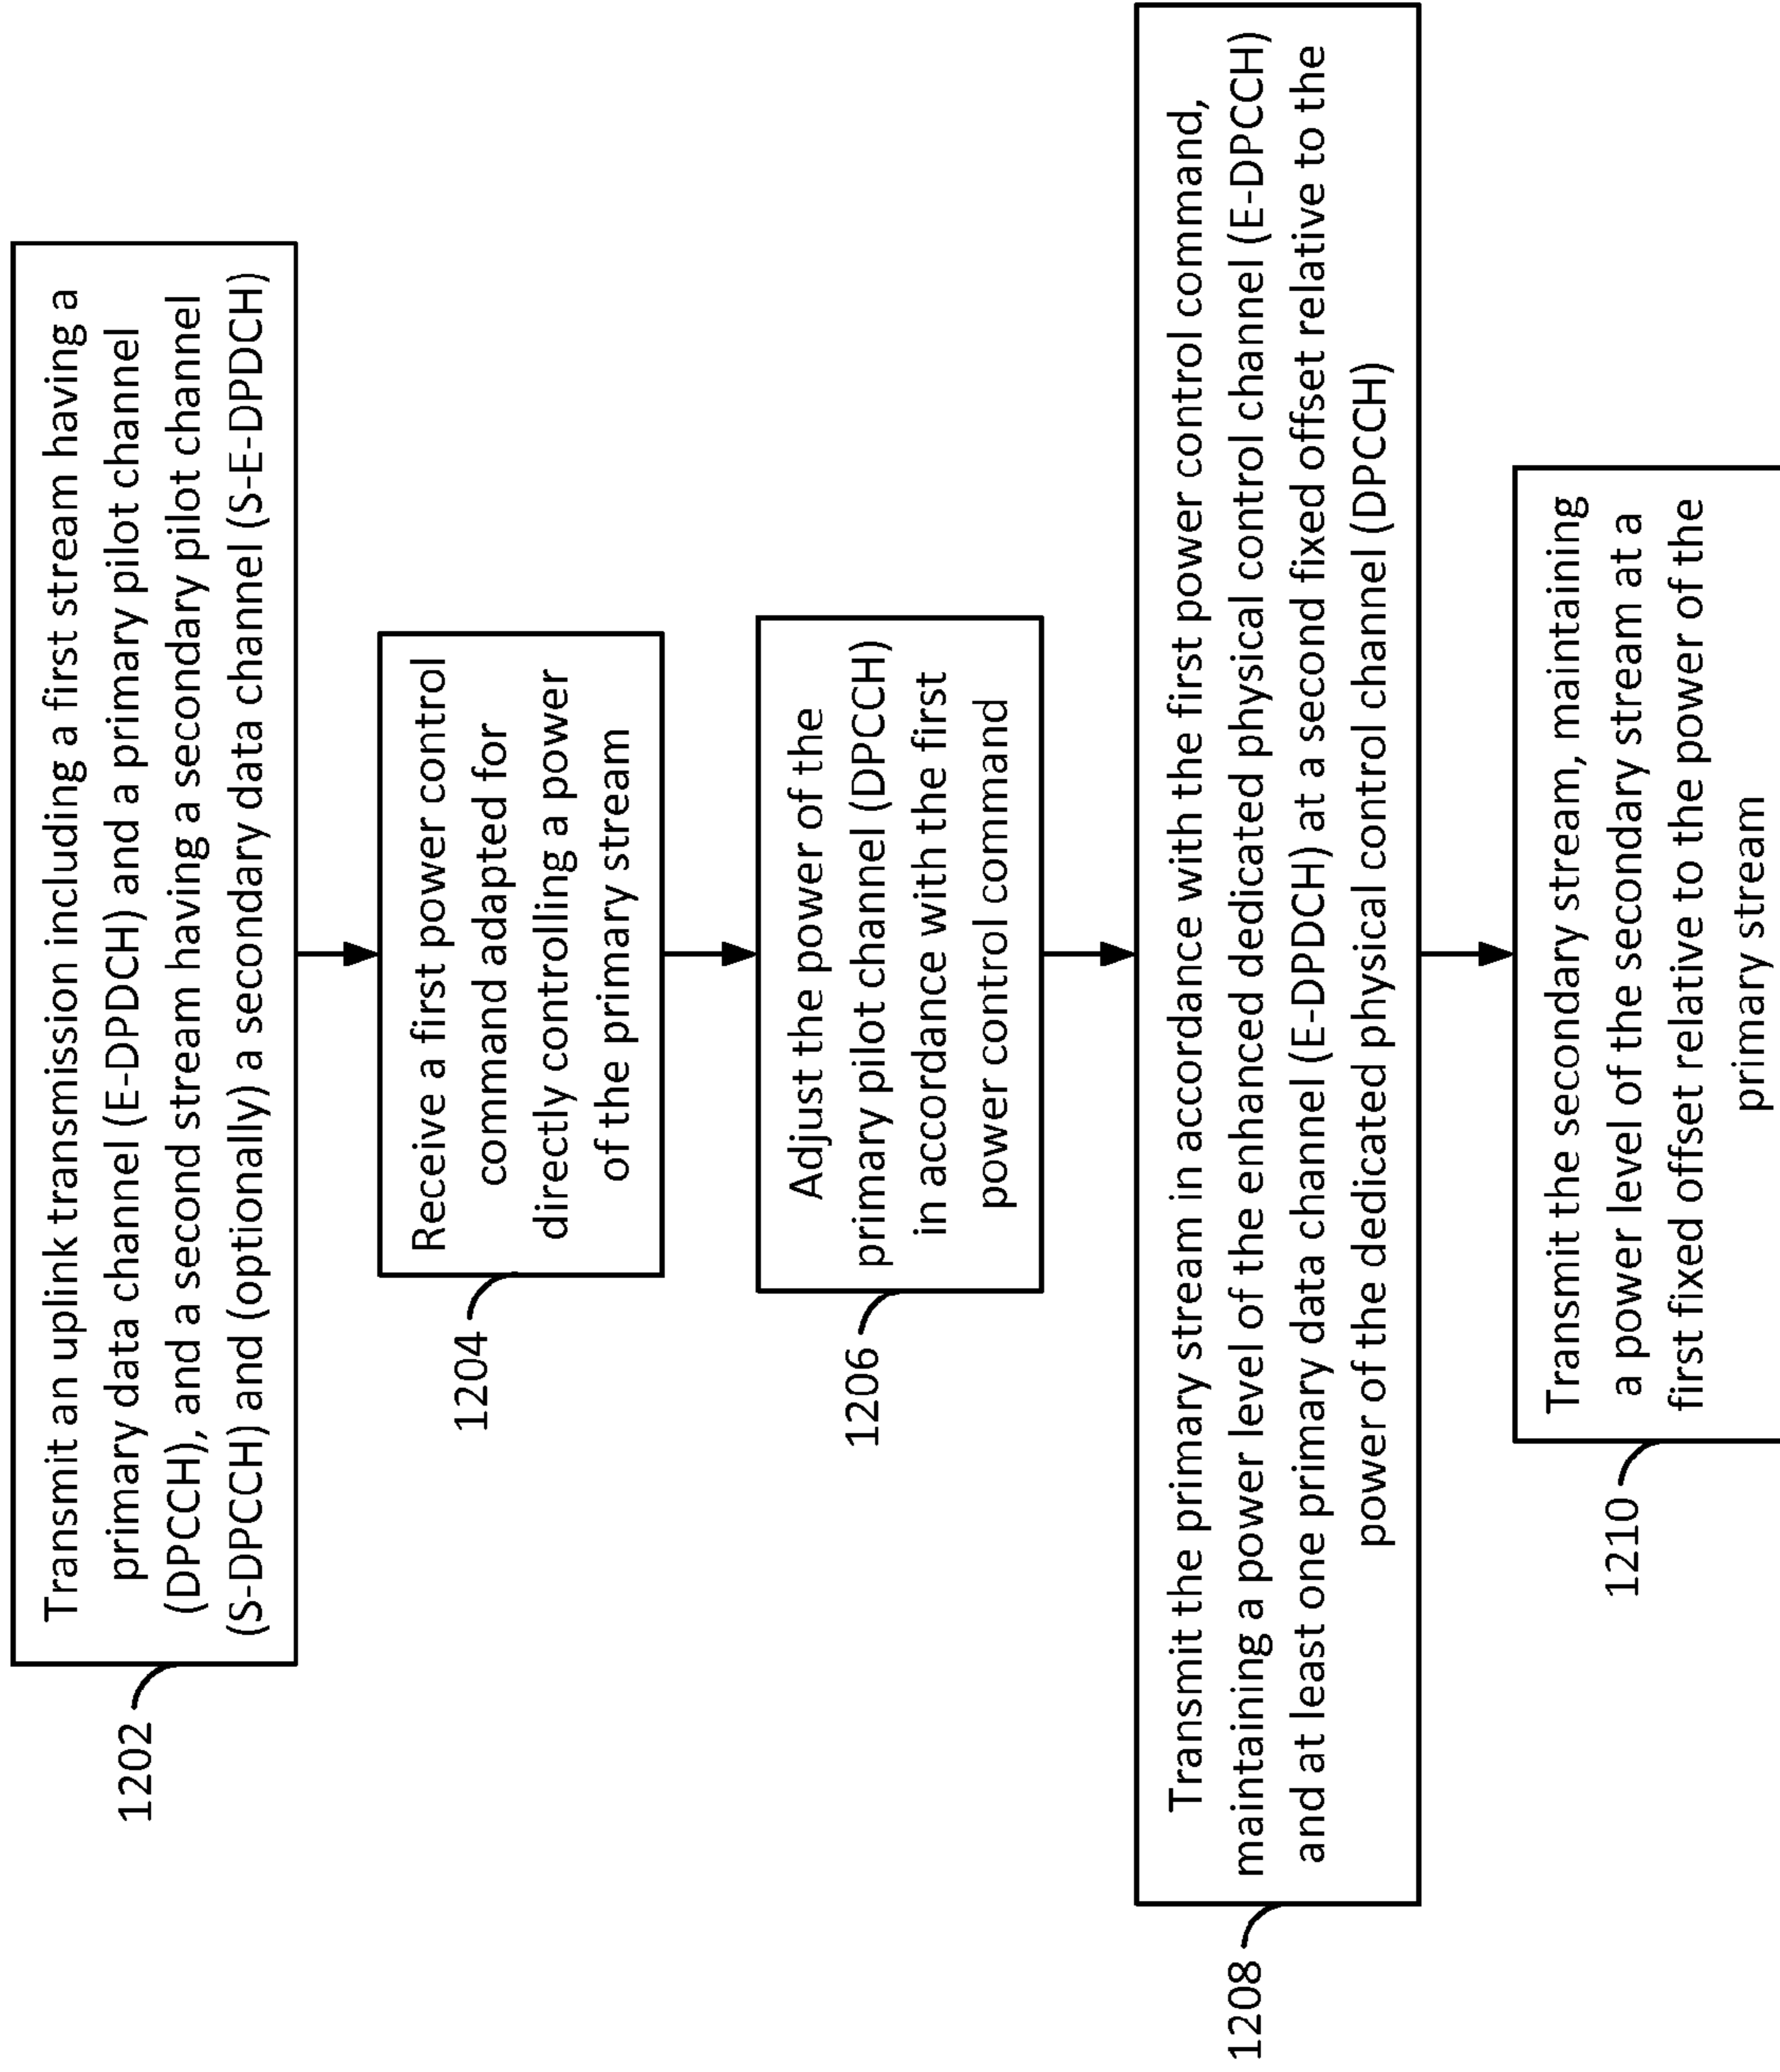 Transmit an uplink transmission including a first stream having a
primary data channel (E-DPDCH) and a primary pilot channel
(DPCCH), and a second stream having a secondary pilot channel
(S-DPCCH) and (optionally) a secondary data channel (S-E-DPDCH)
1202
Receive a first power control
command adapted for
directly controlling a power
of the primary stream
1204
Adjust the power of the
primary pilot channel (DPCCH)
in accordance with the first
power control command
1206
Transmit the primary stream in accordance with the first power control command,
maintaining a power level of the enhanced dedicated physical control channel (E-DPCCH)
and at least one primary data channel (E-DPDCH) at a second fixed offset relative to the
power of the dedicated physical control channel (DPCCH)
1208
Transmit the secondary stream, maintaining
a power level of the secondary stream at a
first fixed offset relative to the power of the
primary stream
1210